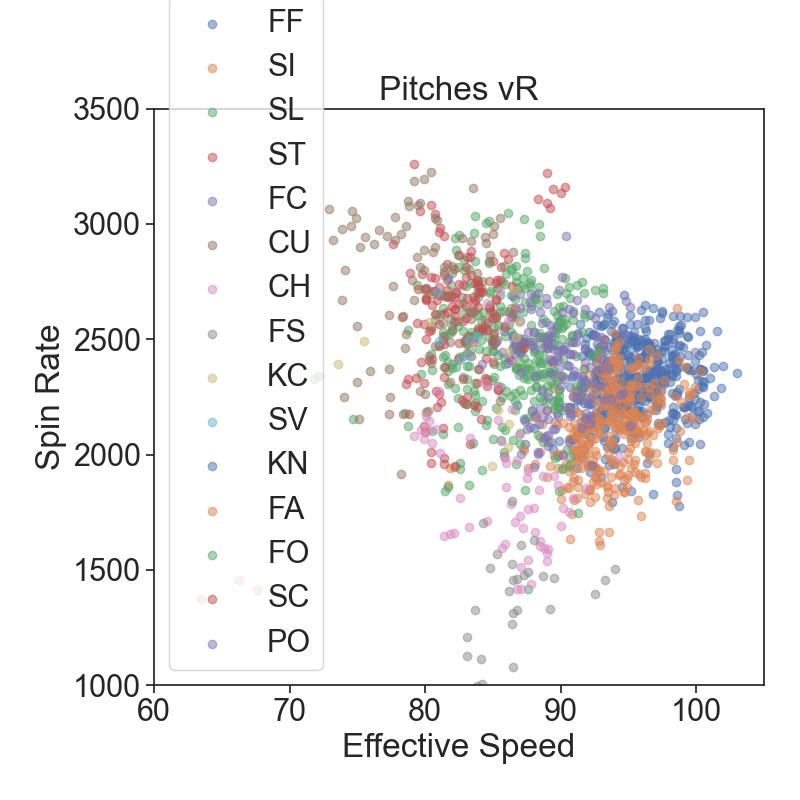 FF
SI
SL
ST
FC
CU
CH
FS
KC
SV
KN
FA
FO
SC
PO
Pitches vR
3500
3000
2500
2000
1500
1000
Spin Rate
60 70 80 90 100
Effective Speed